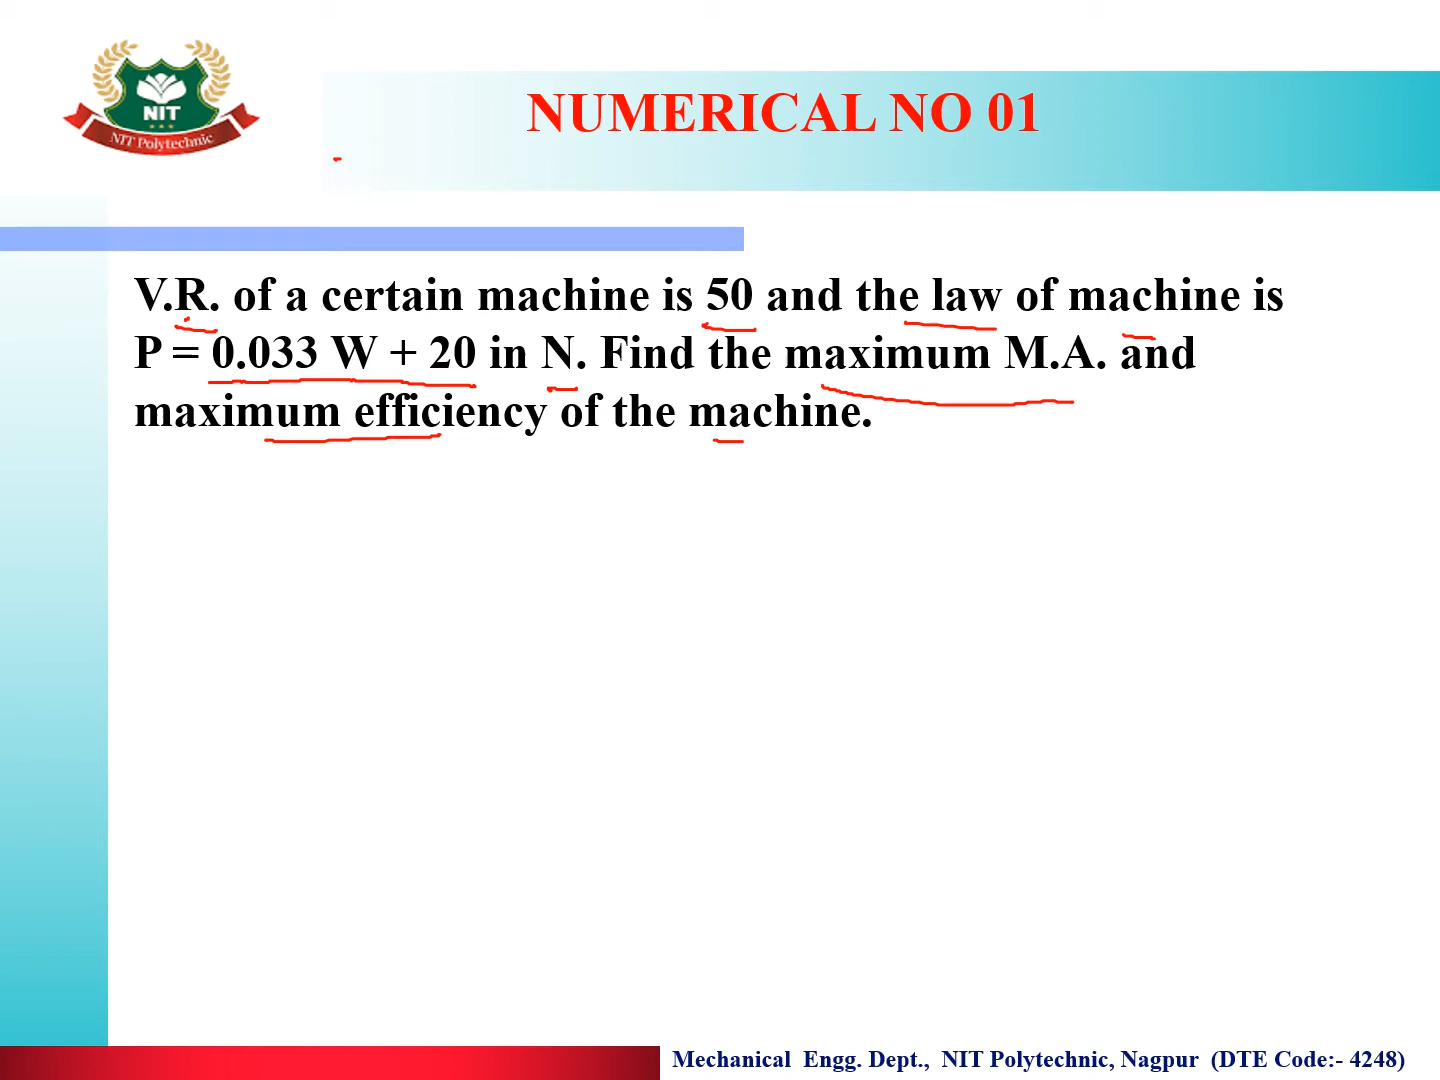 NIT
NIT Polytechnic
NUMERICAL NO 01
V.R. of a certain machine is 50 and the law of machine is
P = 0.033 W + 20 in N. Find the maximum M.A. and
maximum efficiency of the machine.
Mechanical Engg. Dept., NIT Polytechnic, Nagpur (DTE Code:- 4248)